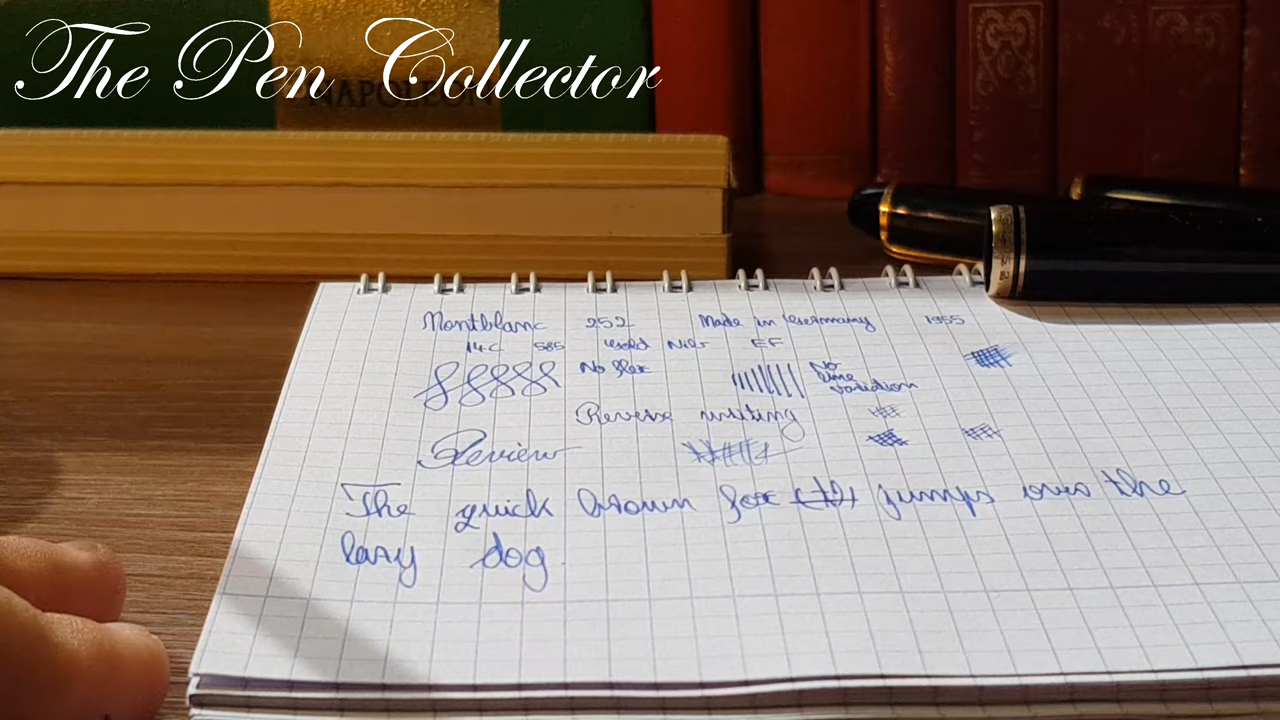 The Pen Collector
NAPOLEON
Montblanc 252 Made in Germany 1955
14C 585 Gold Nib EF
No flex
No
Line
Variation
Reverse writing
Review
The quick brown fox jumps over the
lazy dog.